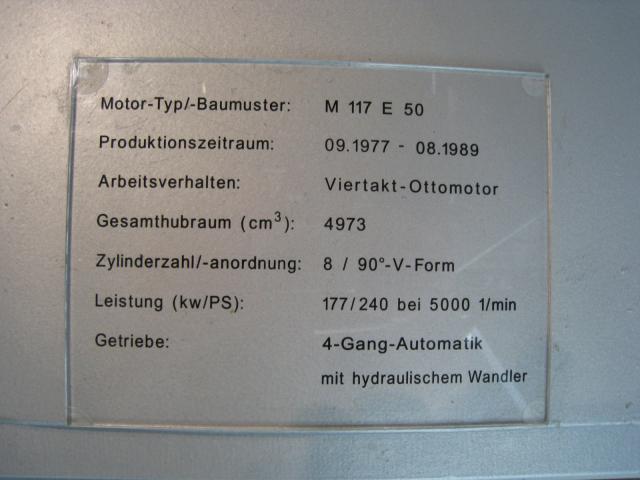 Motor-Typ/-Baumuster: M 117 E 50
Produktionszeitraum: 09.1977 - 08.1989
Arbeitsverhalten: Viertakt-Ottomotor
Gesamthubraum (cm³): 4973
Zylinderzahl/-anordnung: 8 / 90°-V-Form
Leistung (kw/PS): 177/240 bei 5000 1/min
Getriebe: 4-Gang-Automatik
mit hydraulischem Wandler